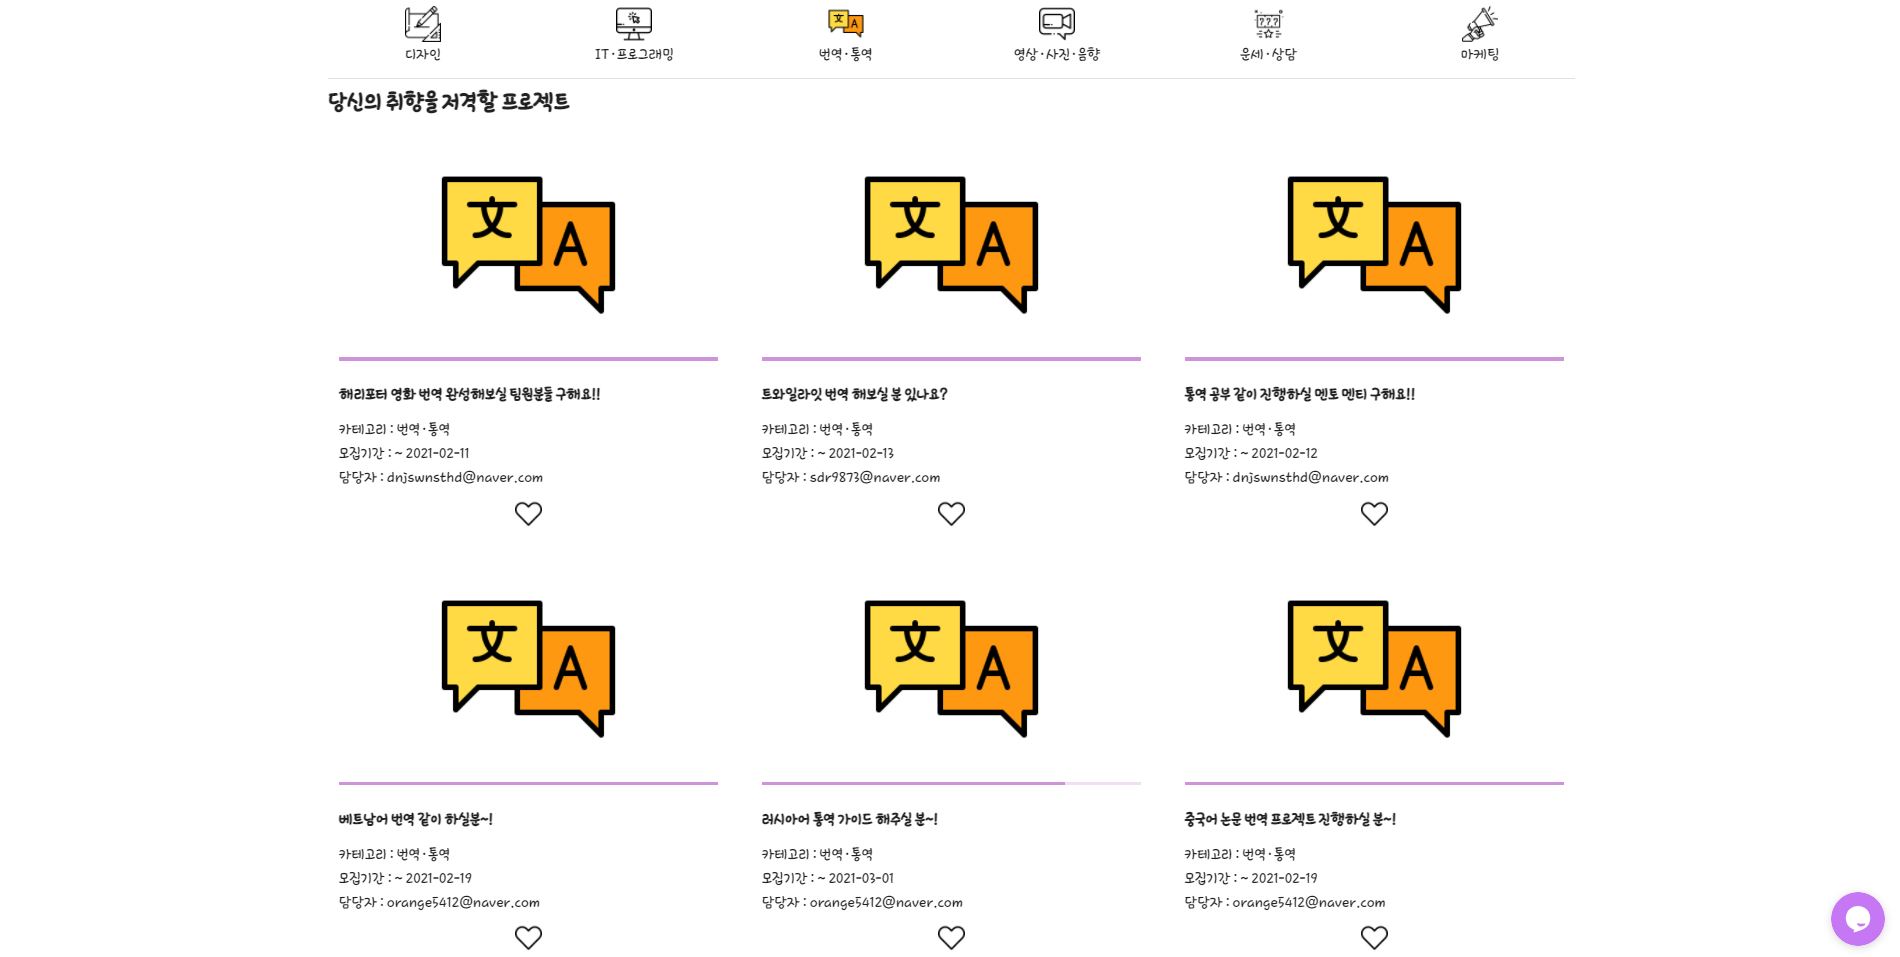 디자인
IT·프로그래밍
번역·통역
영상·사진·음향
운세·상담
마케팅
당신의 취향을 저격할 프로젝트
文 A
文 A
文 A
해리포터 영화 번역 완성해보실 팀원분들 구해요!!
카테고리 : 번역·통역
모집기간 : ~ 2021-02-11
담당자 : dnjswnsthd@naver.com
트와일라잇 번역 해보실 분 있나요?
카테고리 : 번역·통역
모집기간 : ~ 2021-02-13
담당자 : sdr9873@naver.com
통역 공부 같이 진행하실 멘토 멘티 구해요!!
카테고리 : 번역·통역
모집기간 : ~ 2021-02-12
담당자 : dnjswnsthd@naver.com
文 A
文 A
文 A
베트남어 번역 같이 하실분~!
카테고리 : 번역·통역
모집기간 : ~ 2021-02-19
담당자 : orange5412@naver.com
러시아어 통역 가이드 해주실 분~!
카테고리 : 번역·통역
모집기간 : ~ 2021-03-01
담당자 : orange5412@naver.com
중국어 논문 번역 프로젝트 진행하실 분~!
카테고리 : 번역·통역
모집기간 : ~ 2021-02-19
담당자 : orange5412@naver.com